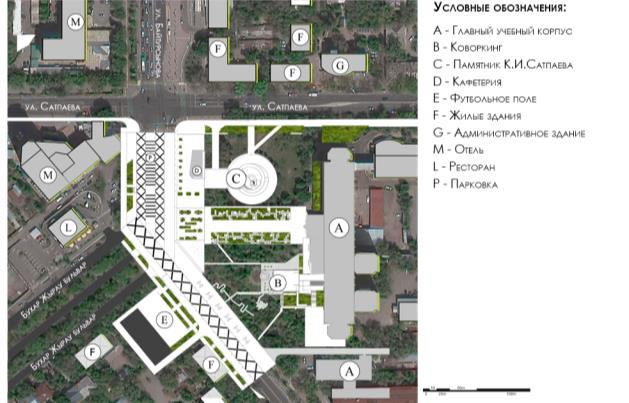 Условные обозначения:
A - Главный учебный корпус
B - Коворкинг
C - Памятник К.И.Сатпаева
D - Кафетерия
E - Футбольное поле
F - Жилые здания
G - Административное здание
M - Отель
L - Ресторан
P - Парковка
M
ул. Байтурсынова
F
F
F
G
ул. Сатпаева
ул. Сатпаева
P
M
D
C
A
L
B
Бухар Жырау бульвар
E
Бухар Жырау бульвар
F
F
A